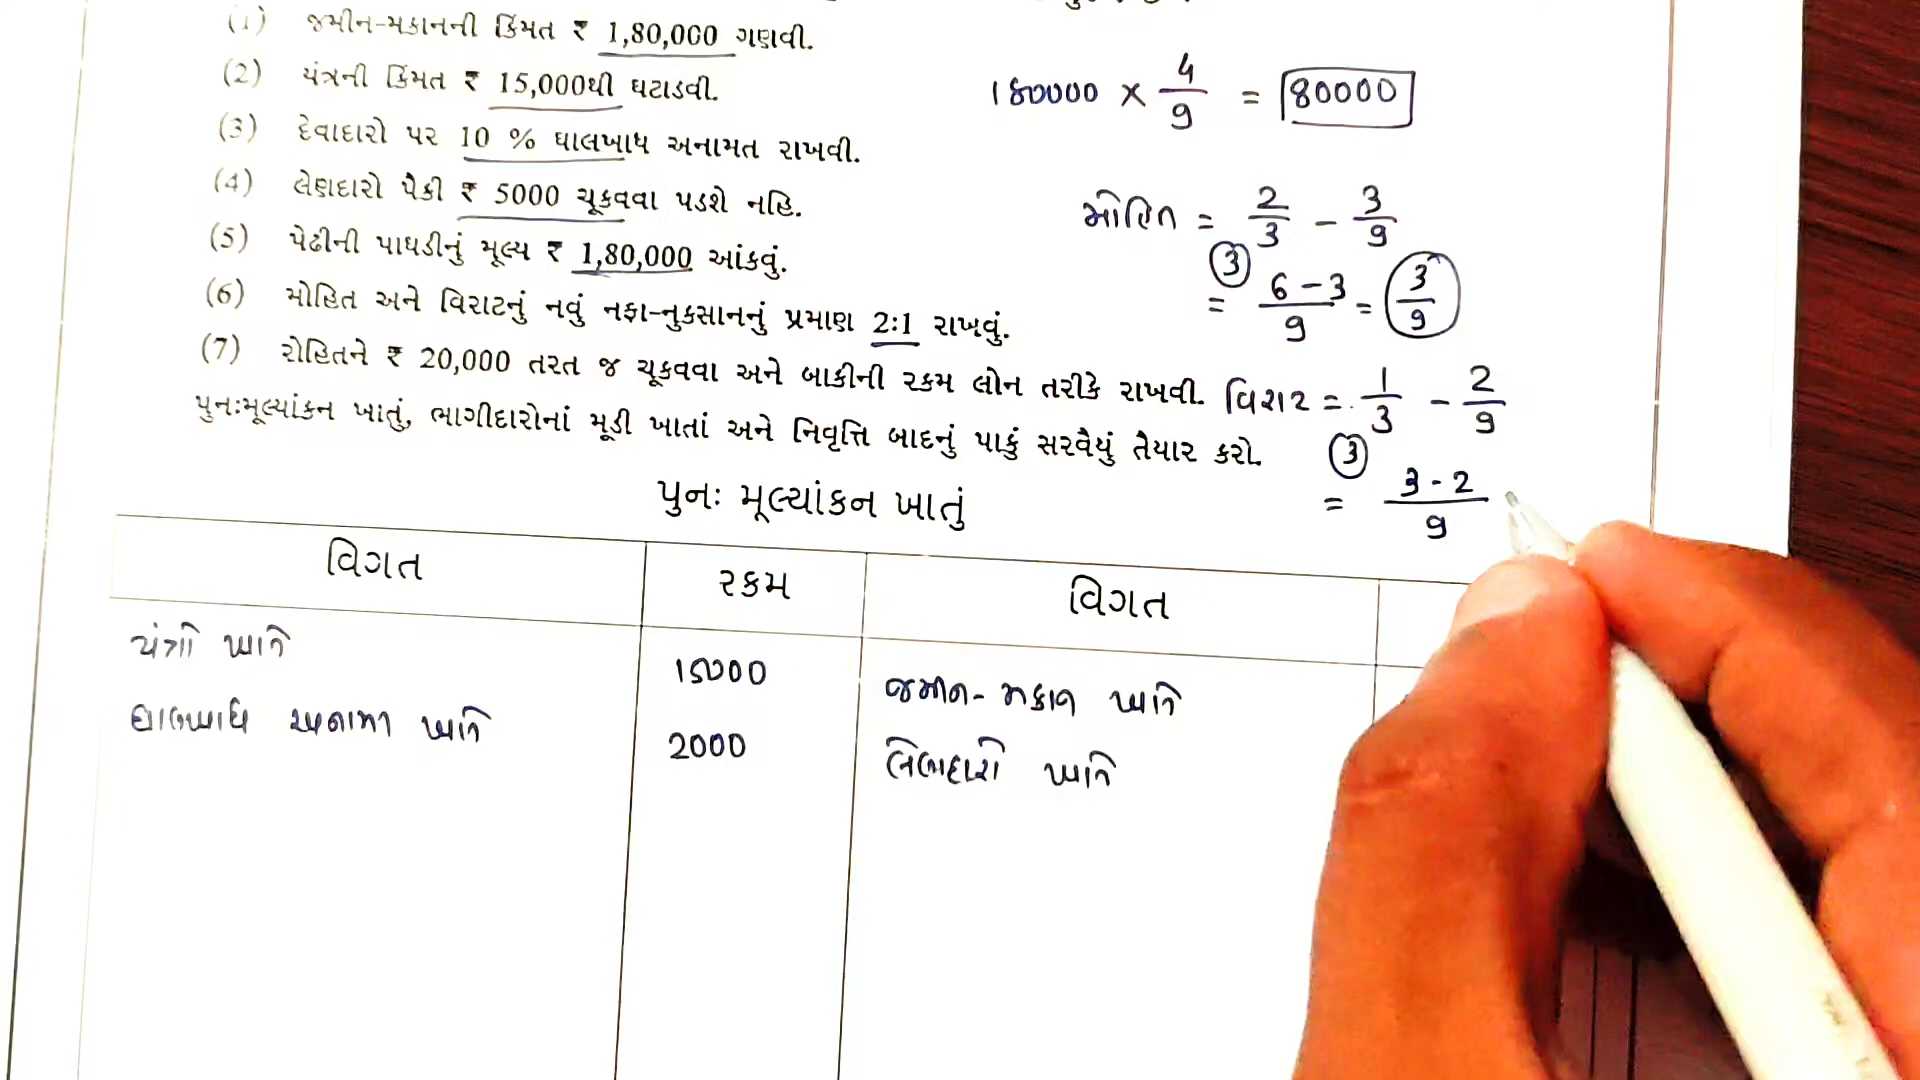 (1) જમીન-મકાનની કિંમત ₹ 1,80,000 ગણવી.
(2) યંત્રની કિંમત ₹ 15,000થી ઘટાડવી.
(3) દેવાદારો પર 10 % ઘાલખાધ અનામત રાખવી.
(4) લેણદારો પૈકી ₹ 5000 ચૂકવવા પડશે નહિ.
(5) પેઢીની પાઘડીનું મૂલ્ય ₹ 1,80,000 આંકવું.
(6) મોહિત અને વિરાટનું નવું નફા-નુકસાનનું પ્રમાણ 2:1 રાખવું.
(7) રોહિતને ₹ 20,000 તરત જ ચૂકવવા અને બાકીની રકમ લોન તરીકે રાખવી.
પુનઃમૂલ્યાંકન ખાતું, ભાગીદારોનાં મૂડી ખાતાં અને નિવૃત્તિ બાદનું પાકું સરવૈયું તૈયાર કરો.
180000 × 4/9 = 80000
મોહિત = 2/3 - 3/9
3
= 6-3/9 = 3/9
વિરાટ = 1/3 - 2/9
3
= 3-2/9
પુનઃ મૂલ્યાંકન ખાતું
વિગત રકમ વિગત
યંત્રો ખાતે 15000 જમીન-મકાન ખાતે
ઘાલખાધ અનામત ખાતે 2000 લેણદારો ખાતે